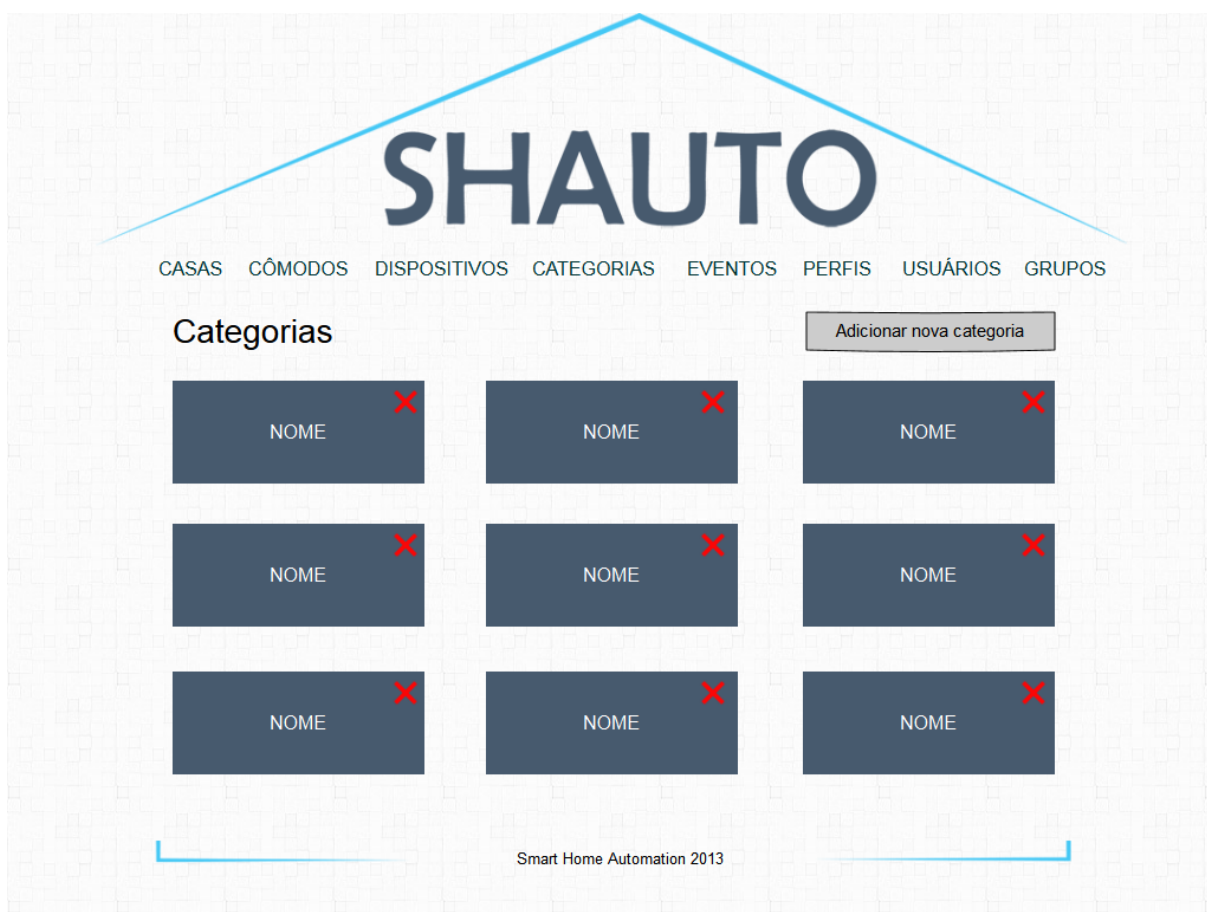 SHAUTO
CASAS CÔMODOS DISPOSITIVOS CATEGORIAS EVENTOS PERFIS USUÁRIOS GRUPOS
Categorias
Adicionar nova categoria
NOME NOME NOME
NOME NOME NOME
NOME NOME NOME
Smart Home Automation 2013